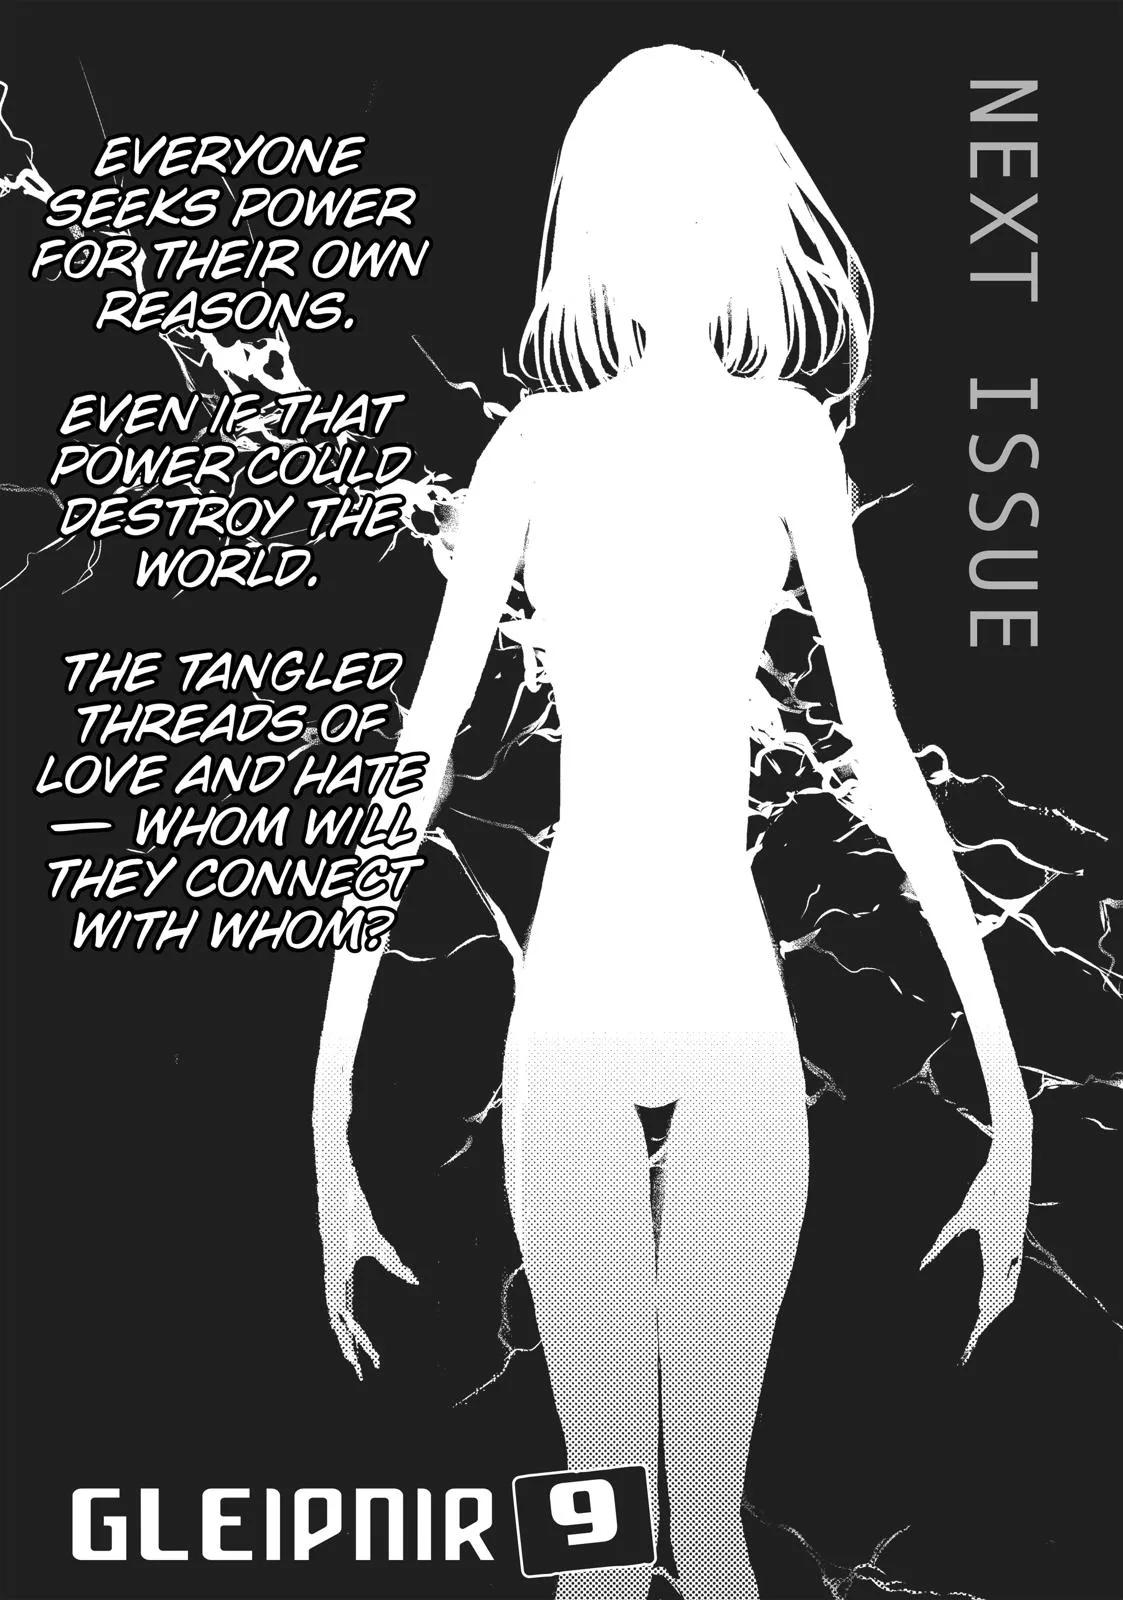 EVERYONE
SEEKS POWER
FOR THEIR OWN
REASONS.
EVEN IF THAT
POWER COULD
DESTROY THE
WORLD.
THE TANGLED
THREADS OF
LOVE AND HATE
— WHOM WILL
THEY CONNECT
WITH WHOM?
NEXT ISSUE
GLEIPNIR 9